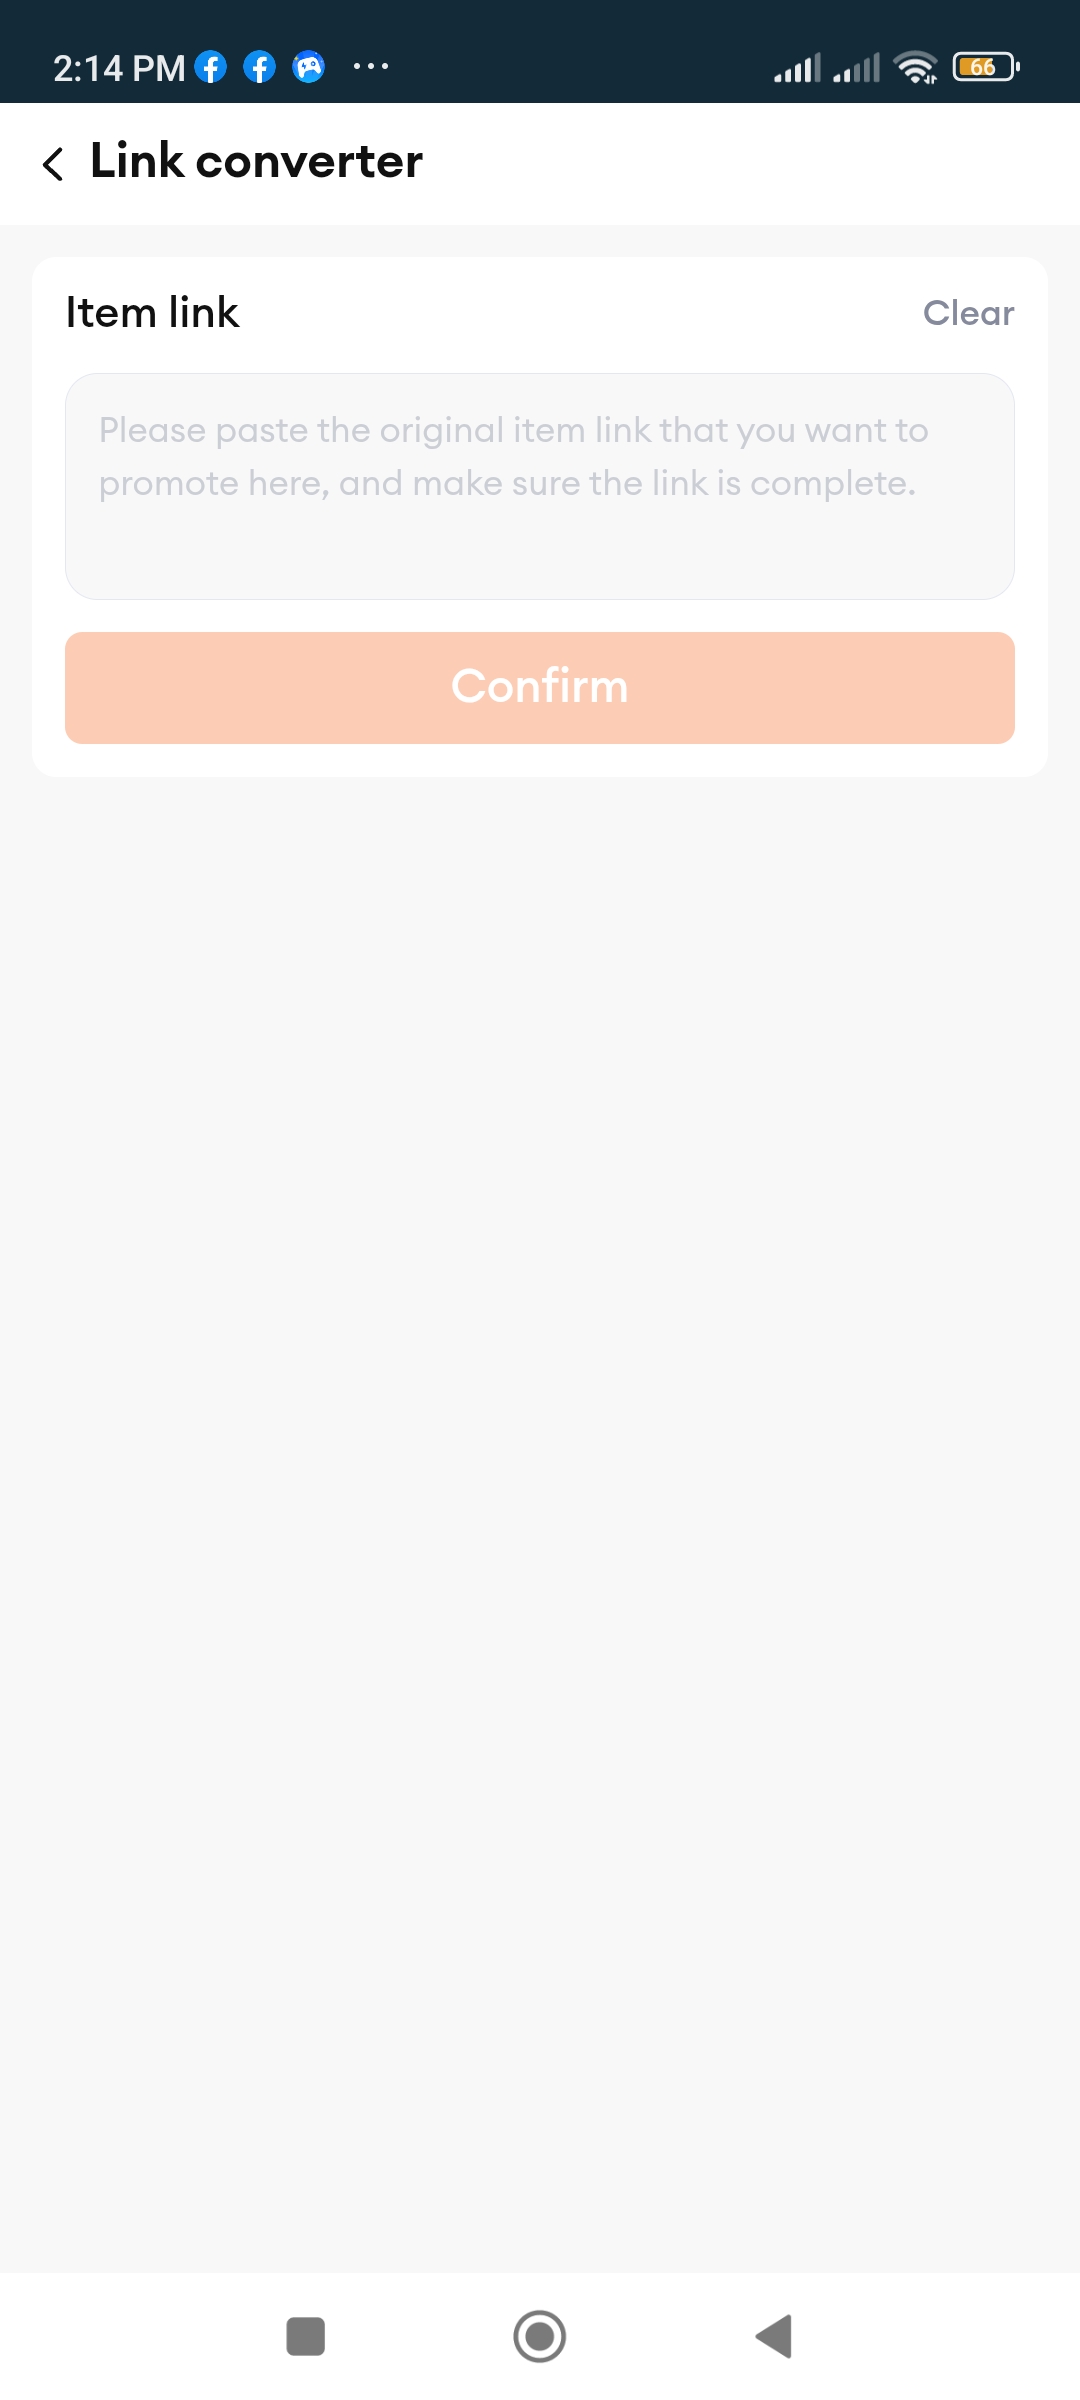 2:14 PM
66
Link converter
Item link
Clear
Please paste the original item link that you want to
promote here, and make sure the link is complete.
Confirm